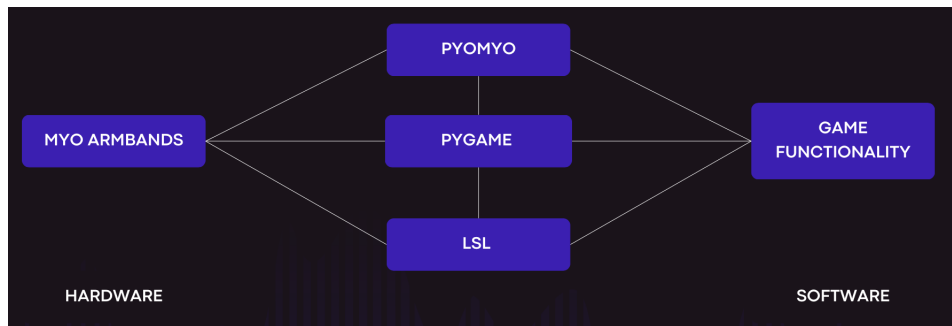 PYOMYO
MYO ARMBANDS
PYGAME
GAME
FUNCTIONALITY
LSL
HARDWARE
SOFTWARE